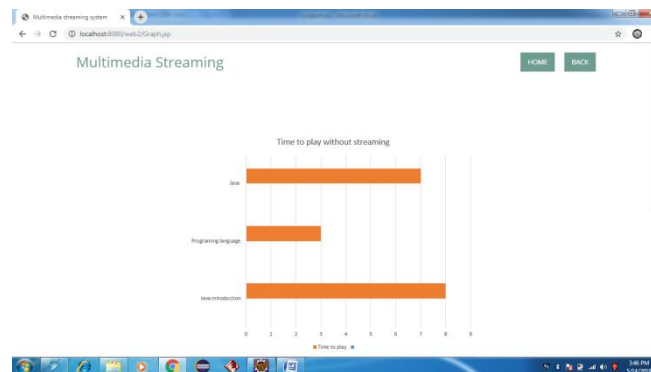 Multimedia streaming system
localhost:8080/web2/Graph.jsp
Multimedia Streaming
HOME BACK
Time to play without streaming
Java
Programing language
Java introduction
0 1 2 3 4 5 6 7 8 9
Time to play
3:46 PM